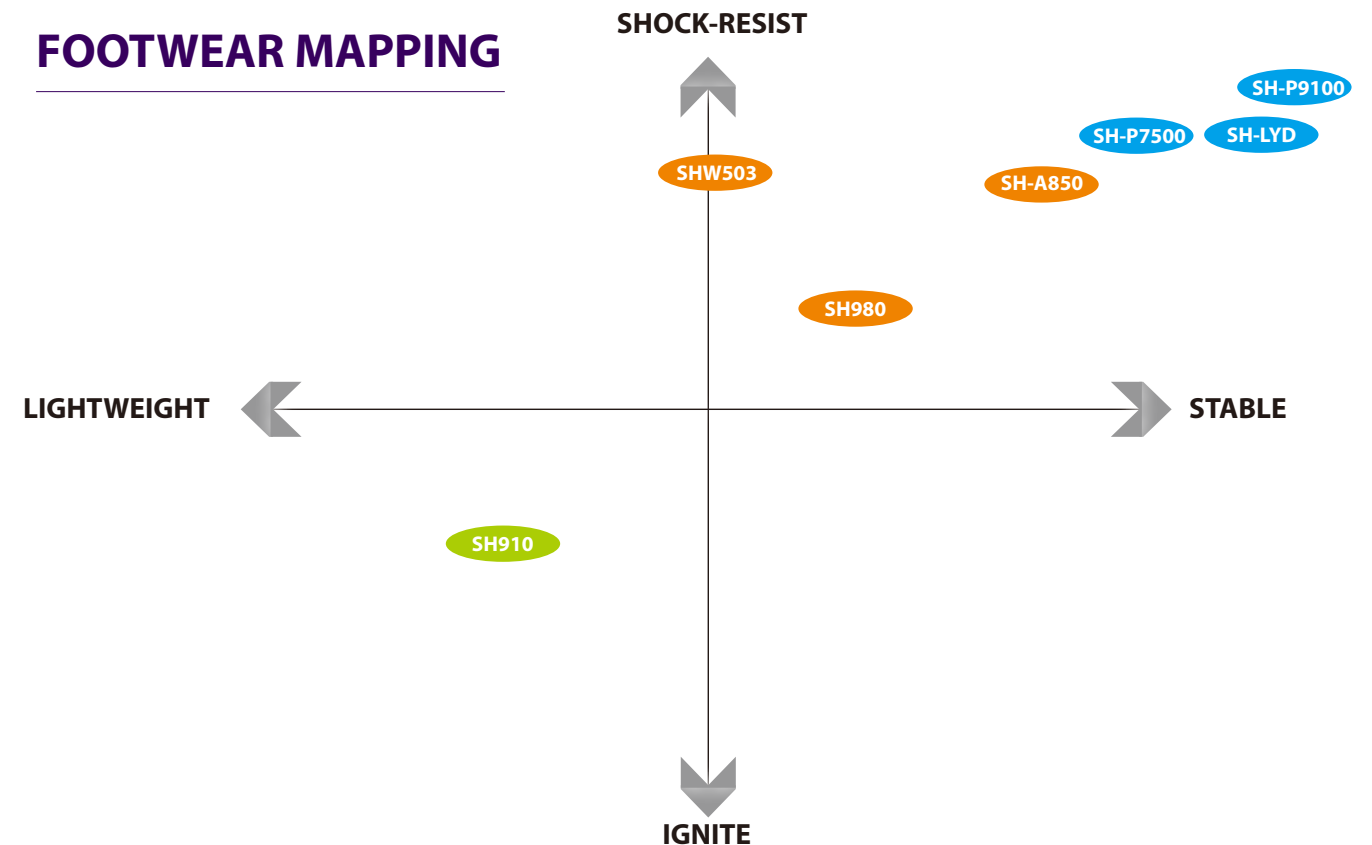 FOOTWEAR MAPPING
SHOCK-RESIST
SH-P9100
SH-P7500
SH-LYD
SHW503
SH-A850
SH980
LIGHTWEIGHT
STABLE
SH910
IGNITE